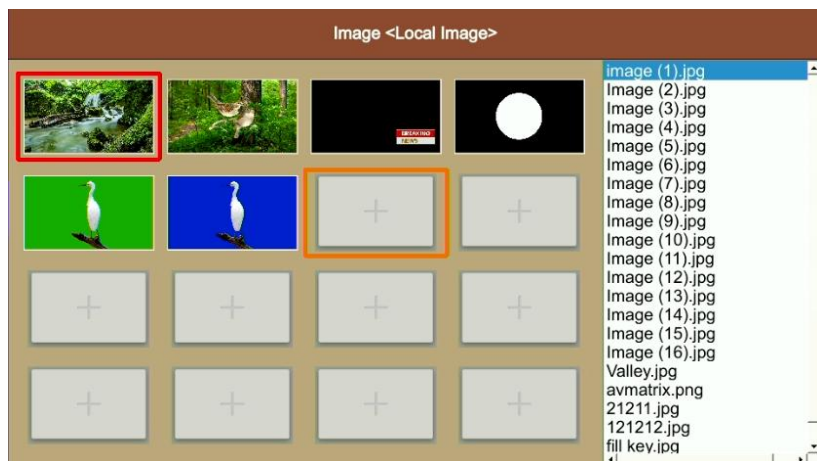 Image <Local Image>
BREAKING
NEWS
image (1).jpg
Image (2).jpg
Image (3).jpg
Image (4).jpg
Image (5).jpg
Image (6).jpg
Image (7).jpg
Image (8).jpg
Image (9).jpg
Image (10).jpg
Image (11).jpg
Image (12).jpg
Image (13).jpg
Image (14).jpg
Image (15).jpg
Image (16).jpg
Valley.jpg
avmatrix.png
21211.jpg
121212.jpg
fill key.jpg